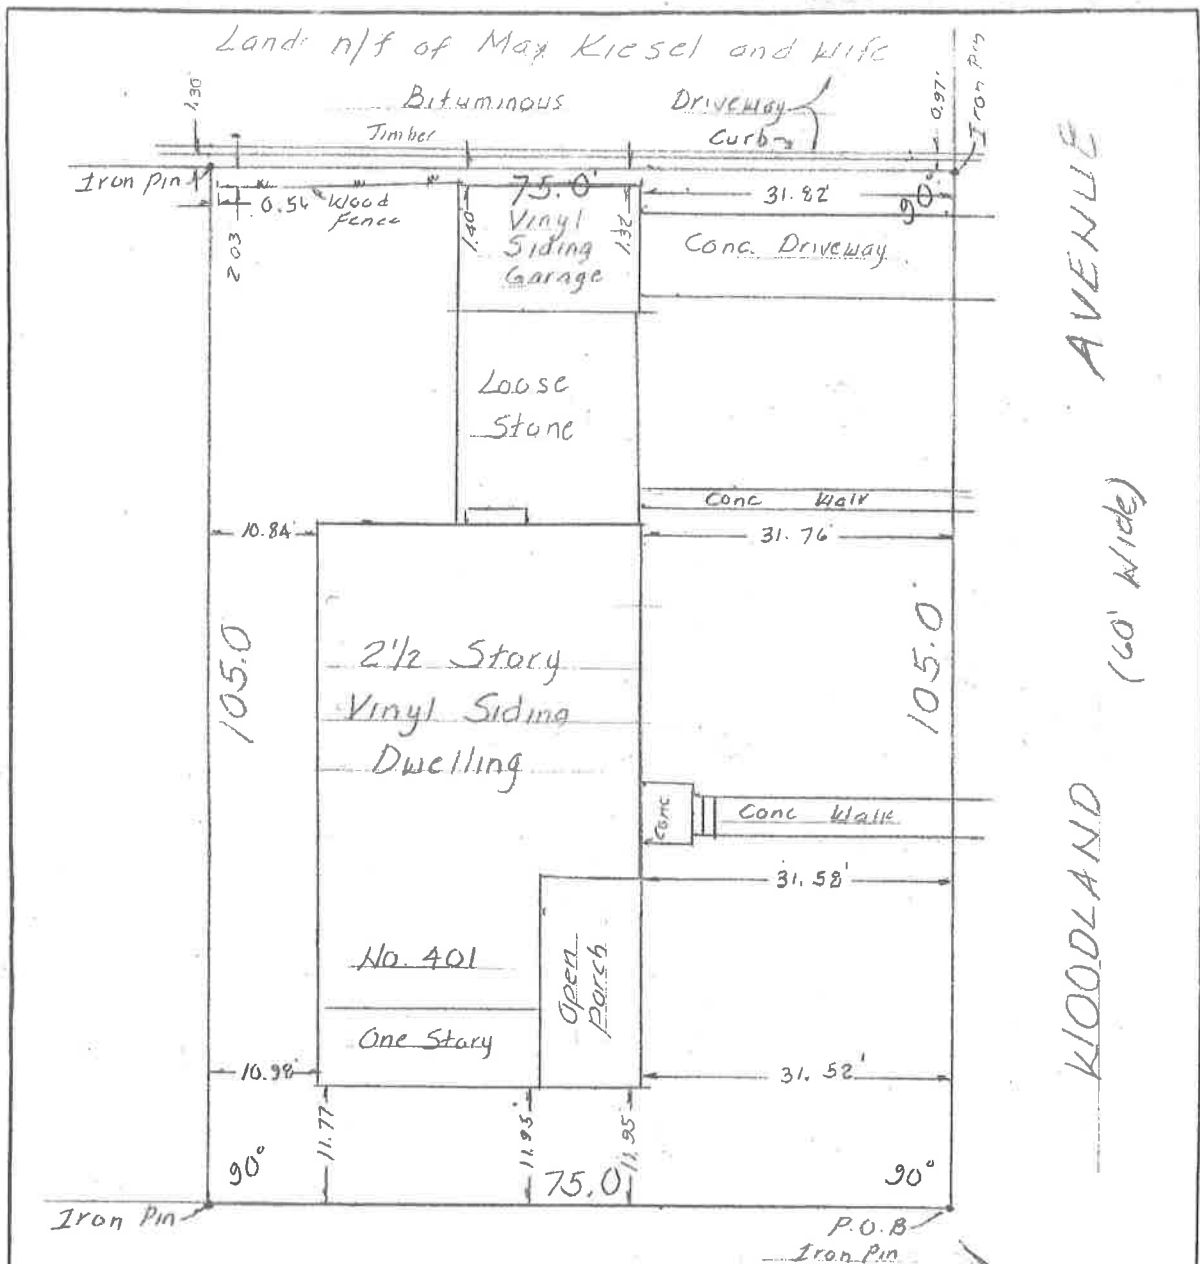 Lands n/f of Max Kiesel and Wife
1.30'
Bituminous Driveway
0.97'
Iron Pin
Timber Curb
Iron Pin
75.0'
31.82'
90°
0.54' Wood
Fence
2.03
1.40'
Vinyl
Siding
Garage
1.32'
Conc. Driveway
AVENUE
Loose
Stone
Conc Walk
10.84'
31.76'
(60' Wide)
105.0
105.0'
2 1/2 Story
Vinyl Siding
Dwelling
Conc
Conc Walk
WOODLAND
31.58'
No. 401
Open
Porch
One Story
10.98'
31.52'
11.77
11.93'
11.95
90°
75.0
90°
Iron Pin
P.O.B
Iron Pin